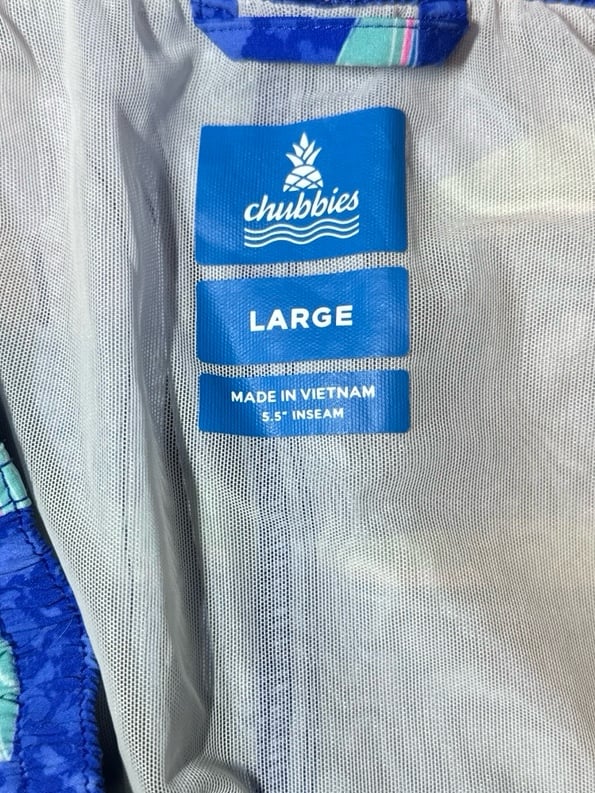 chubbies
LARGE
MADE IN VIETNAM
5.5" INSEAM